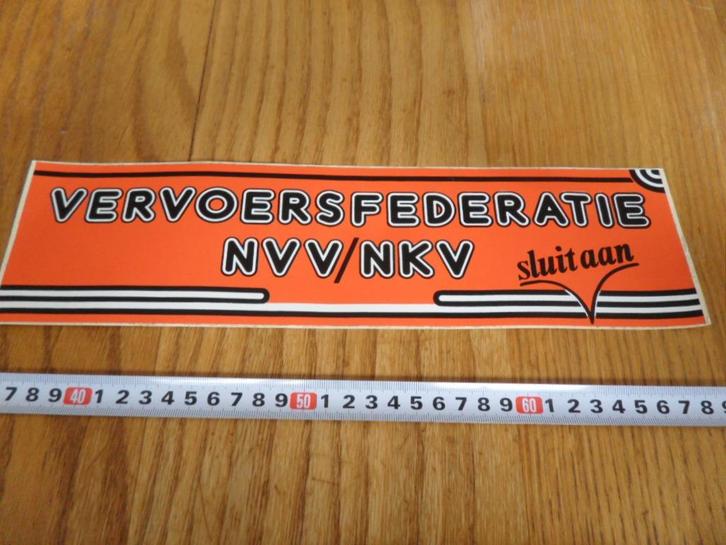 VERVOERSFEDERATIE
NVV/NKV
sluit aan
7 8 9 40 1 2 3 4 5 6 7 8 9 50 1 2 3 4 5 6 7 8 9 60 1 2 3 4 5 6 7 8 9